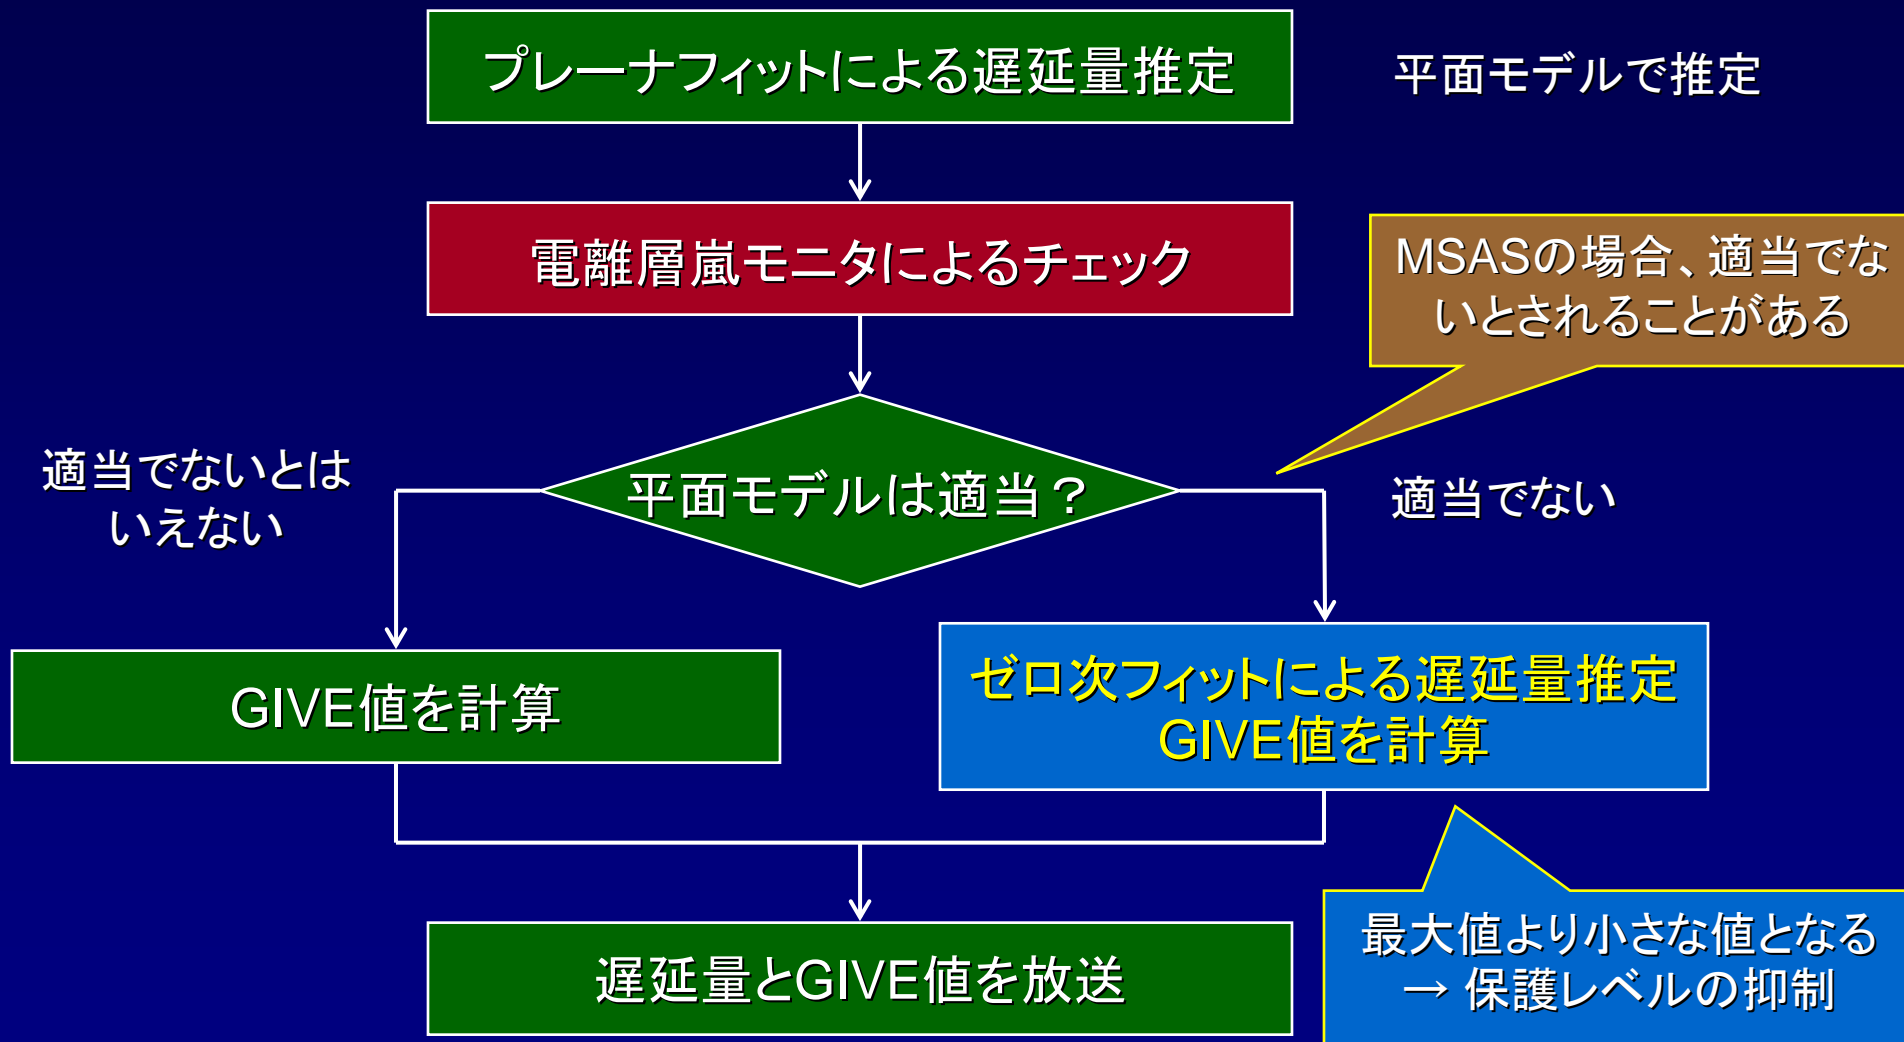 プレーナフィットによる遅延量推定
平面モデルで推定
電離層嵐モニタによるチェック
MSASの場合、適当でな
いとされることがある
平面モデルは適当？
適当でないとは
いえない
適当でない
GIVE値を計算
ゼロ次フィットによる遅延量推定
GIVE値を計算
遅延量とGIVE値を放送
最大値より小さな値となる
→ 保護レベルの抑制